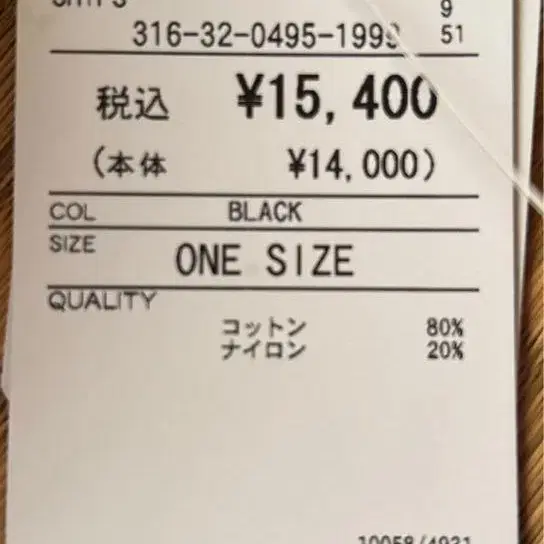 9
316-32-0495-1999 51
税込 ¥15,400
(本体 ¥14,000)
COL BLACK
SIZE ONE SIZE
QUALITY
コットン 80%
ナイロン 20%